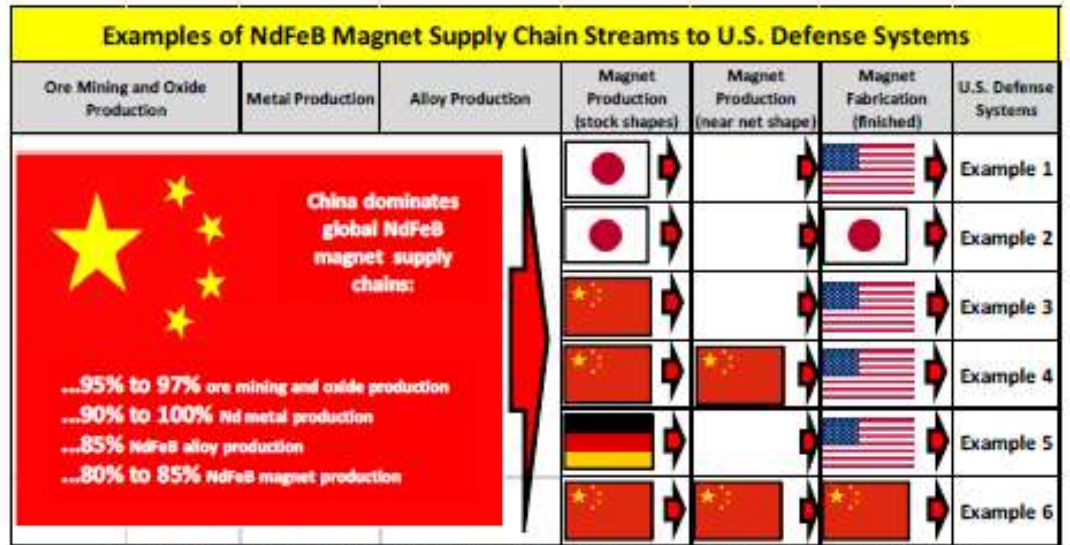 Examples of NdFeB Magnet Supply Chain Streams to U.S. Defense Systems
Ore Mining and Oxide
Production
Metal Production
Alloy Production
Magnet
Production
(stock shapes)
Magnet
Production
(near net shape)
Magnet
Fabrication
(finished)
U.S. Defense
Systems
China dominates
global NdFeB
magnet supply
chains:
...95% to 97% ore mining and oxide production
...90% to 100% Nd metal production
...85% NdFeB alloy production
...80% to 85% NdFeB magnet production
Example 1
Example 2
Example 3
Example 4
Example 5
Example 6